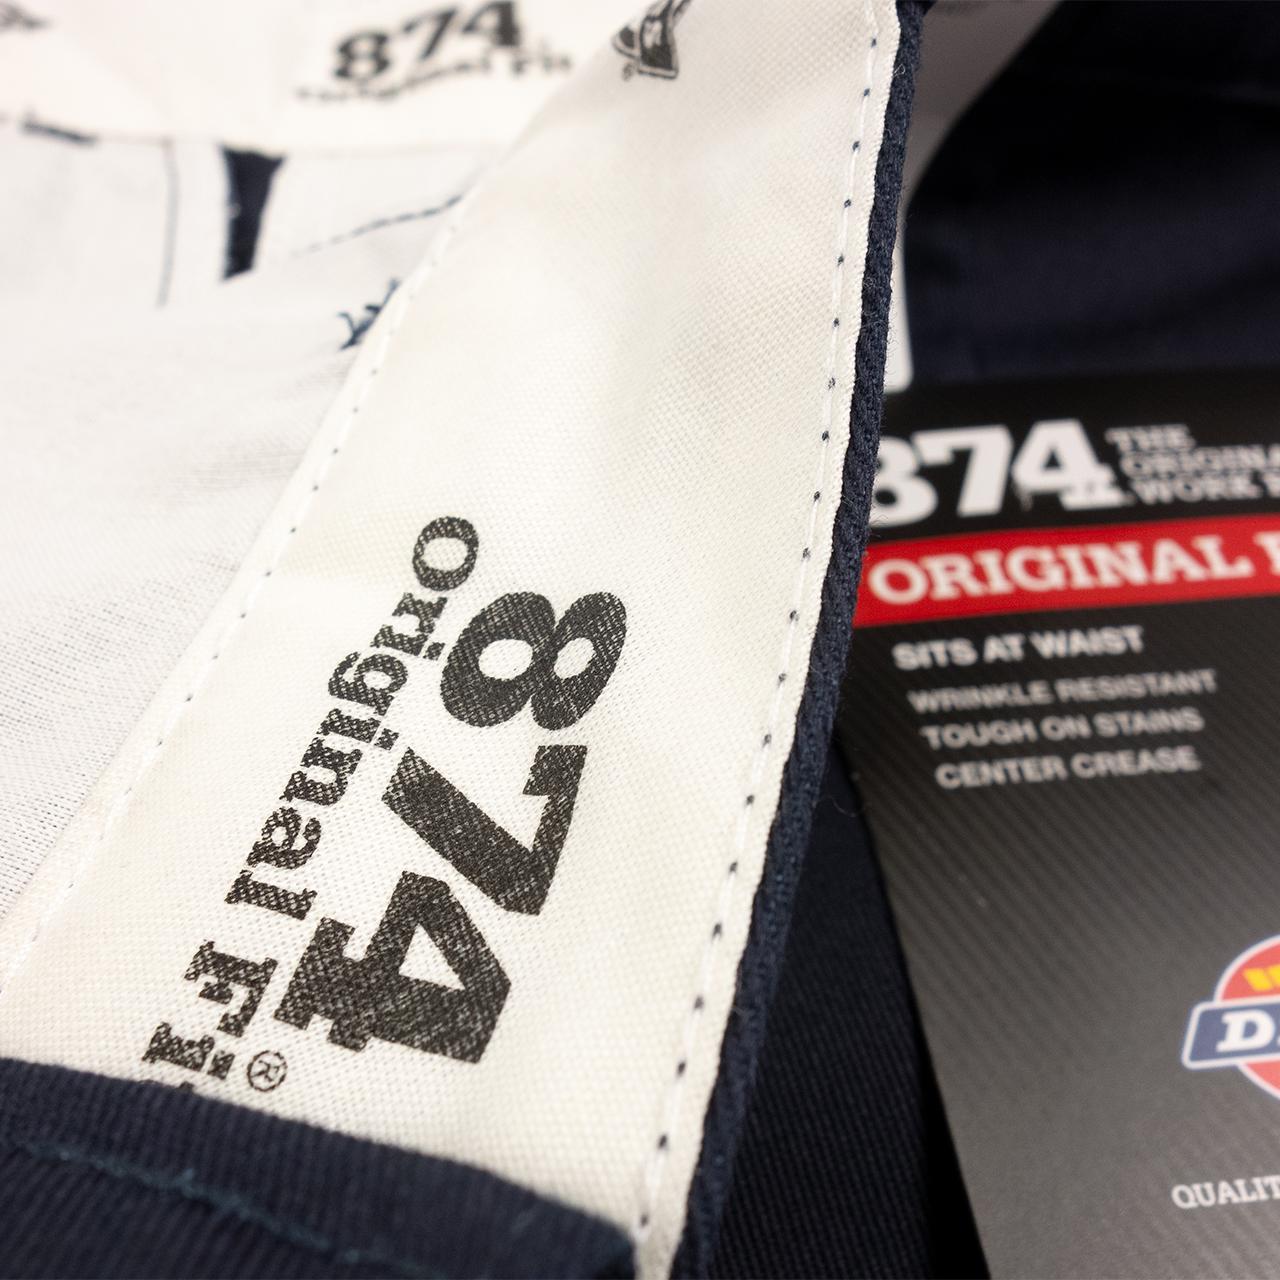 874
Original Fit
874
Original Fi
®
874
THE
WORK
ORIGINAL
SITS AT WAIST
WRINKLE RESISTANT
TOUGH ON STAINS
CENTER CREASE